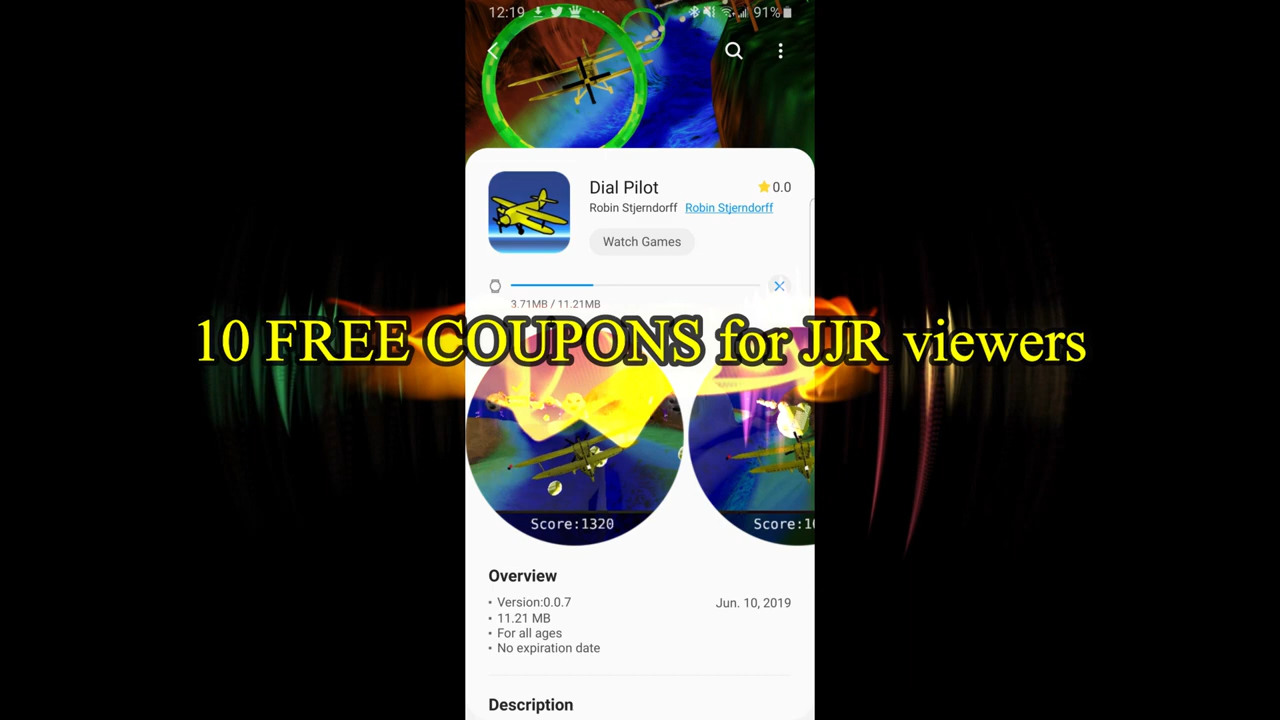 12:19
91%
Dial Pilot
0.0
Robin Stjerndorff Robin Stjerndorff
Watch Games
3.71MB / 11.21MB
10 FREE COUPONS for JJR viewers
Score:1320
Score:1
Overview
• Version:0.0.7
Jun. 10, 2019
• 11.21 MB
• For all ages
• No expiration date
Description